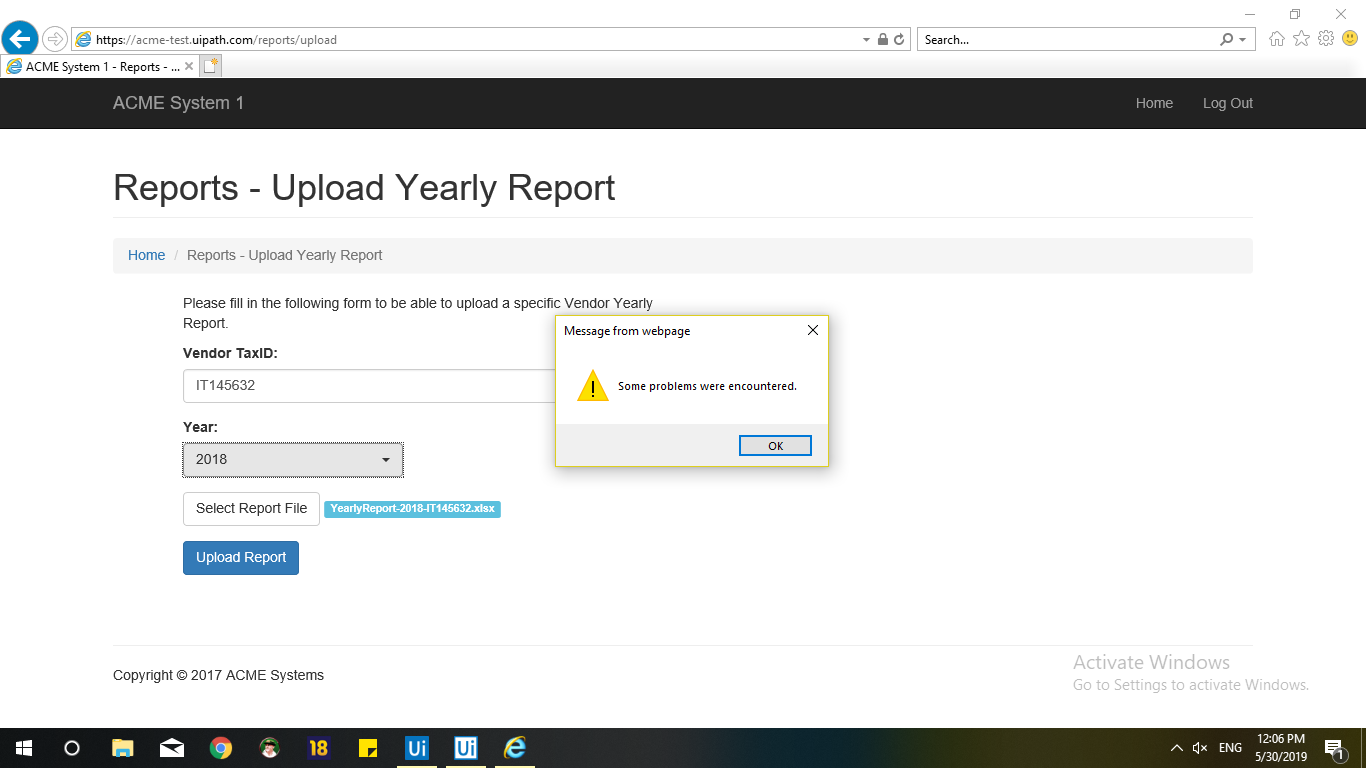 https://acme-test.uipath.com/reports/upload
Search...
ACME System 1 - Reports - ...
ACME System 1
Home
Log Out
Reports - Upload Yearly Report
Home / Reports - Upload Yearly Report
Please fill in the following form to be able to upload a specific Vendor Yearly
Report.
Vendor TaxID:
IT145632
Year:
2018
Select Report File
YearlyReport-2018-IT145632.xlsx
Upload Report
Message from webpage
Some problems were encountered.
OK
Copyright © 2017 ACME Systems
Activate Windows
Go to Settings to activate Windows.
18
Ui
Ui
ENG
12:06 PM
5/30/2019
1